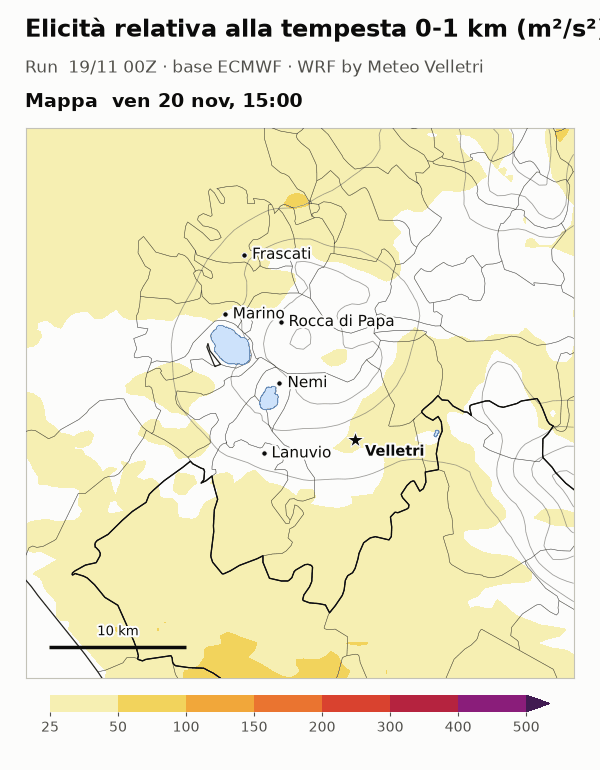 Elicità relativa alla tempesta 0-1 km (m²/s²)
Run 19/11 00Z · base ECMWF · WRF by Meteo Velletri
Mappa ven 20 nov, 15:00
Frascati
Marino
Rocca di Papa
Nemi
Velletri
Lanuvio
10 km
25 50 100 150 200 300 400 500